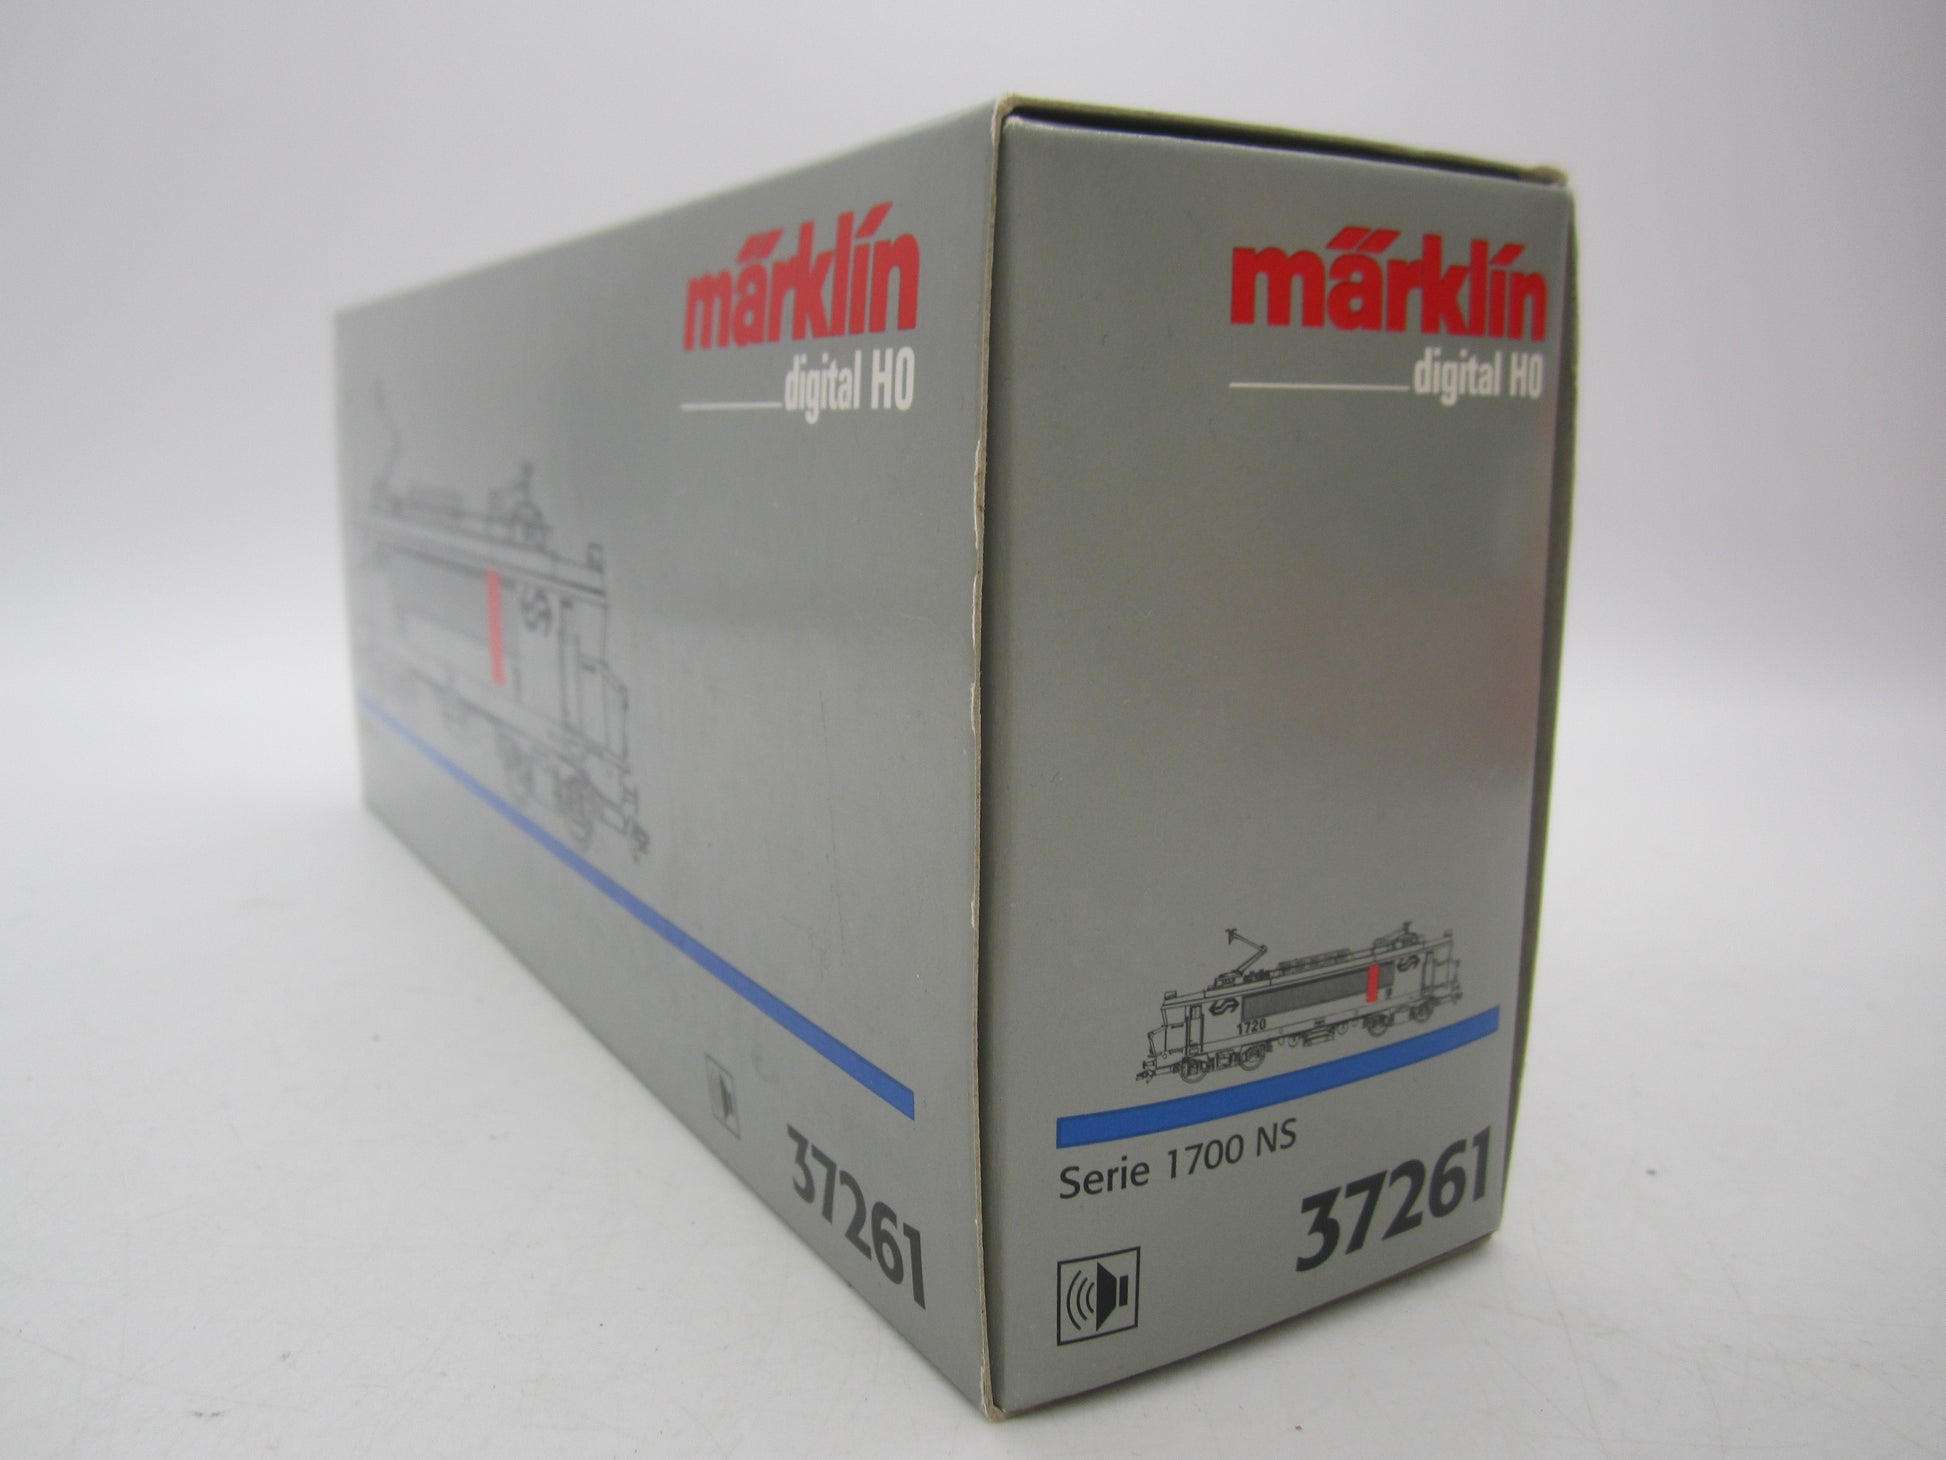 märklin
digital HO
37261
märklin
digital HO
1720
Serie 1700 NS
37261